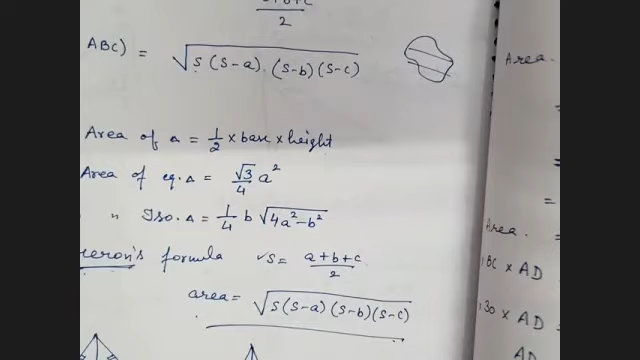 2
ABC) = √s(s-a).(s-b)(s-c)
Area of Δ = 1/2 × base × height
Area of eq. Δ = √3/4 a²
" Iso. Δ = 1/4 b √4a²-b²
heron's formula √s = a+b+c/2
area = √s(s-a)(s-b)(s-c)
Area.
=
=
=
Area.
BC × AD
30 × AD =
AD =